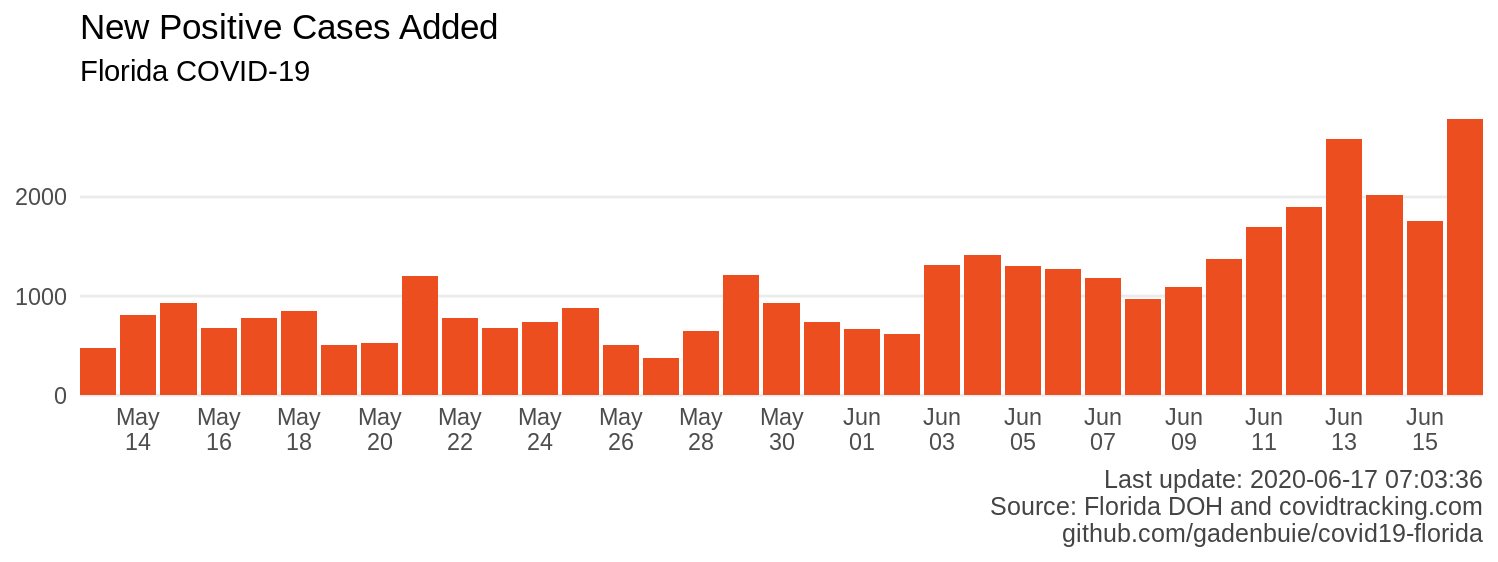 New Positive Cases Added
Florida COVID-19
2000
1000
0
May May May May May May May May May Jun Jun Jun Jun Jun Jun Jun Jun
14 16 18 20 22 24 26 28 30 01 03 05 07 09 11 13 15
Last update: 2020-06-17 07:03:36
Source: Florida DOH and covidtracking.com
github.com/gadenbuie/covid19-florida